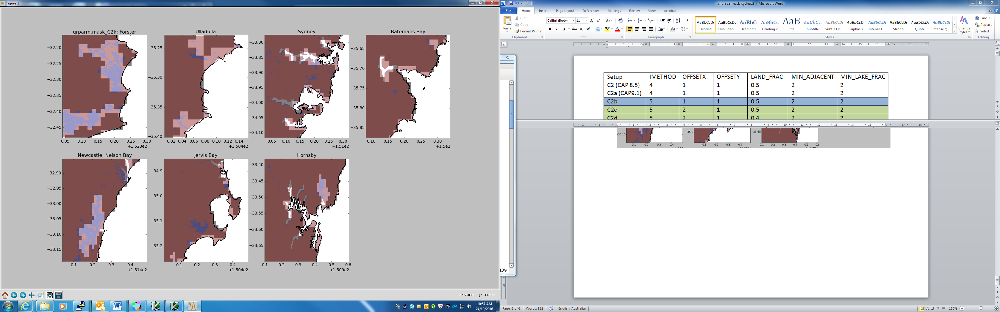 Figure 1
qrparm.mask_C2k: Forster
Ulladulla
Sydney
Batemans Bay
−32.20
−32.25
−32.30
−32.35
−32.40
−32.45
0.05 0.10 0.15 0.20 0.25 0.30
+1.523e2
−35.25
−35.30
−35.35
−35.40
0.02 0.04 0.06 0.08 0.10 0.12 0.14
+1.504e2
−33.80
−33.85
−33.90
−33.95
−34.00
−34.05
−34.10
0.05 0.10 0.15 0.20 0.25 0.30
+1.51e2
−35.65
−35.70
−35.75
−35.80
−35.85
0.10 0.15 0.20 0.25 0.30
+1.5e2
Newcastle, Nelson Bay
Jervis Bay
Hornsby
−32.90
−32.95
−33.00
−33.05
−33.10
−33.15
0.1 0.2 0.3 0.4
+1.514e2
−34.9
−35.0
−35.1
−35.2
0.1 0.2 0.3 0.4
+1.504e2
−33.40
−33.45
−33.50
−33.55
−33.60
−33.65
0.1 0.2 0.3 0.4 0.5 0.6
+1.509e2
x=151.833 y=-33.9133
10:57 AM
24/10/2016
land_sea_mask_sydney2 - Microsoft Word
File Home Insert Page Layout References Mailings Review View Acrobat
Paste
Cut
Copy
Format Painter
Clipboard
Calibri (Body) 11
Font
Paragraph
AaBbCcDc AaBbCcDc AaBbC AaBbCc AaB AaBbCc. AaBbCcDc AaBbCcDc AaBbCcDc AaBbCcDc AaBbCcDc AaBbCcDc
¶ Normal ¶ No Spaci... Heading 1 Heading 2 Title Subtitle Subtle Em... Emphasis Intense E... Strong Quote Intense Q...
Change Styles
Styles
Find
Replace
Select
Editing
Setup IMETHOD OFFSETX OFFSETY LAND_FRAC MIN_ADJACENT MIN_LAKE_FRAC
C2 (CAP 8.5) 4 1 1 0.5 2 2
C2a (CAP9.1) 4 1 1 0.5 2 2
C2b 5 1 1 0.5 2 2
C2c 5 2 1 0.5 2 2
C2d 5 2 1 0.4 2 2
−33.15
0.1 0.2 0.3 0.4
−35.2
0.1 0.2 0.3 0.4
−33.65
0.1 0.2 0.3 0.4 0.5 0.6
13%
Page: 6 of 6 Words: 122 English (Australia) 150%